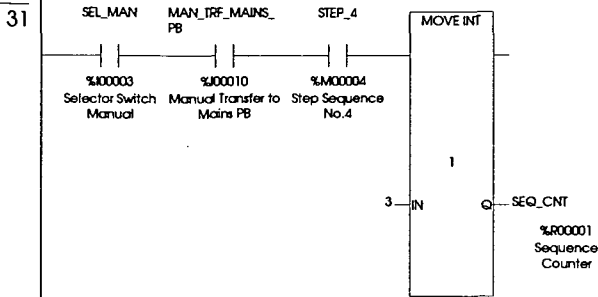 31
SEL_MAN
MAN_TRF_MAINS_
PB
STEP_4
MOVE INT
%I00003
Selector Switch
Manual
%I00010
Manual Transfer to
Mains PB
%M00004
Step Sequence
No.4
1
3
IN
Q
SEQ_CNT
%R00001
Sequence
Counter